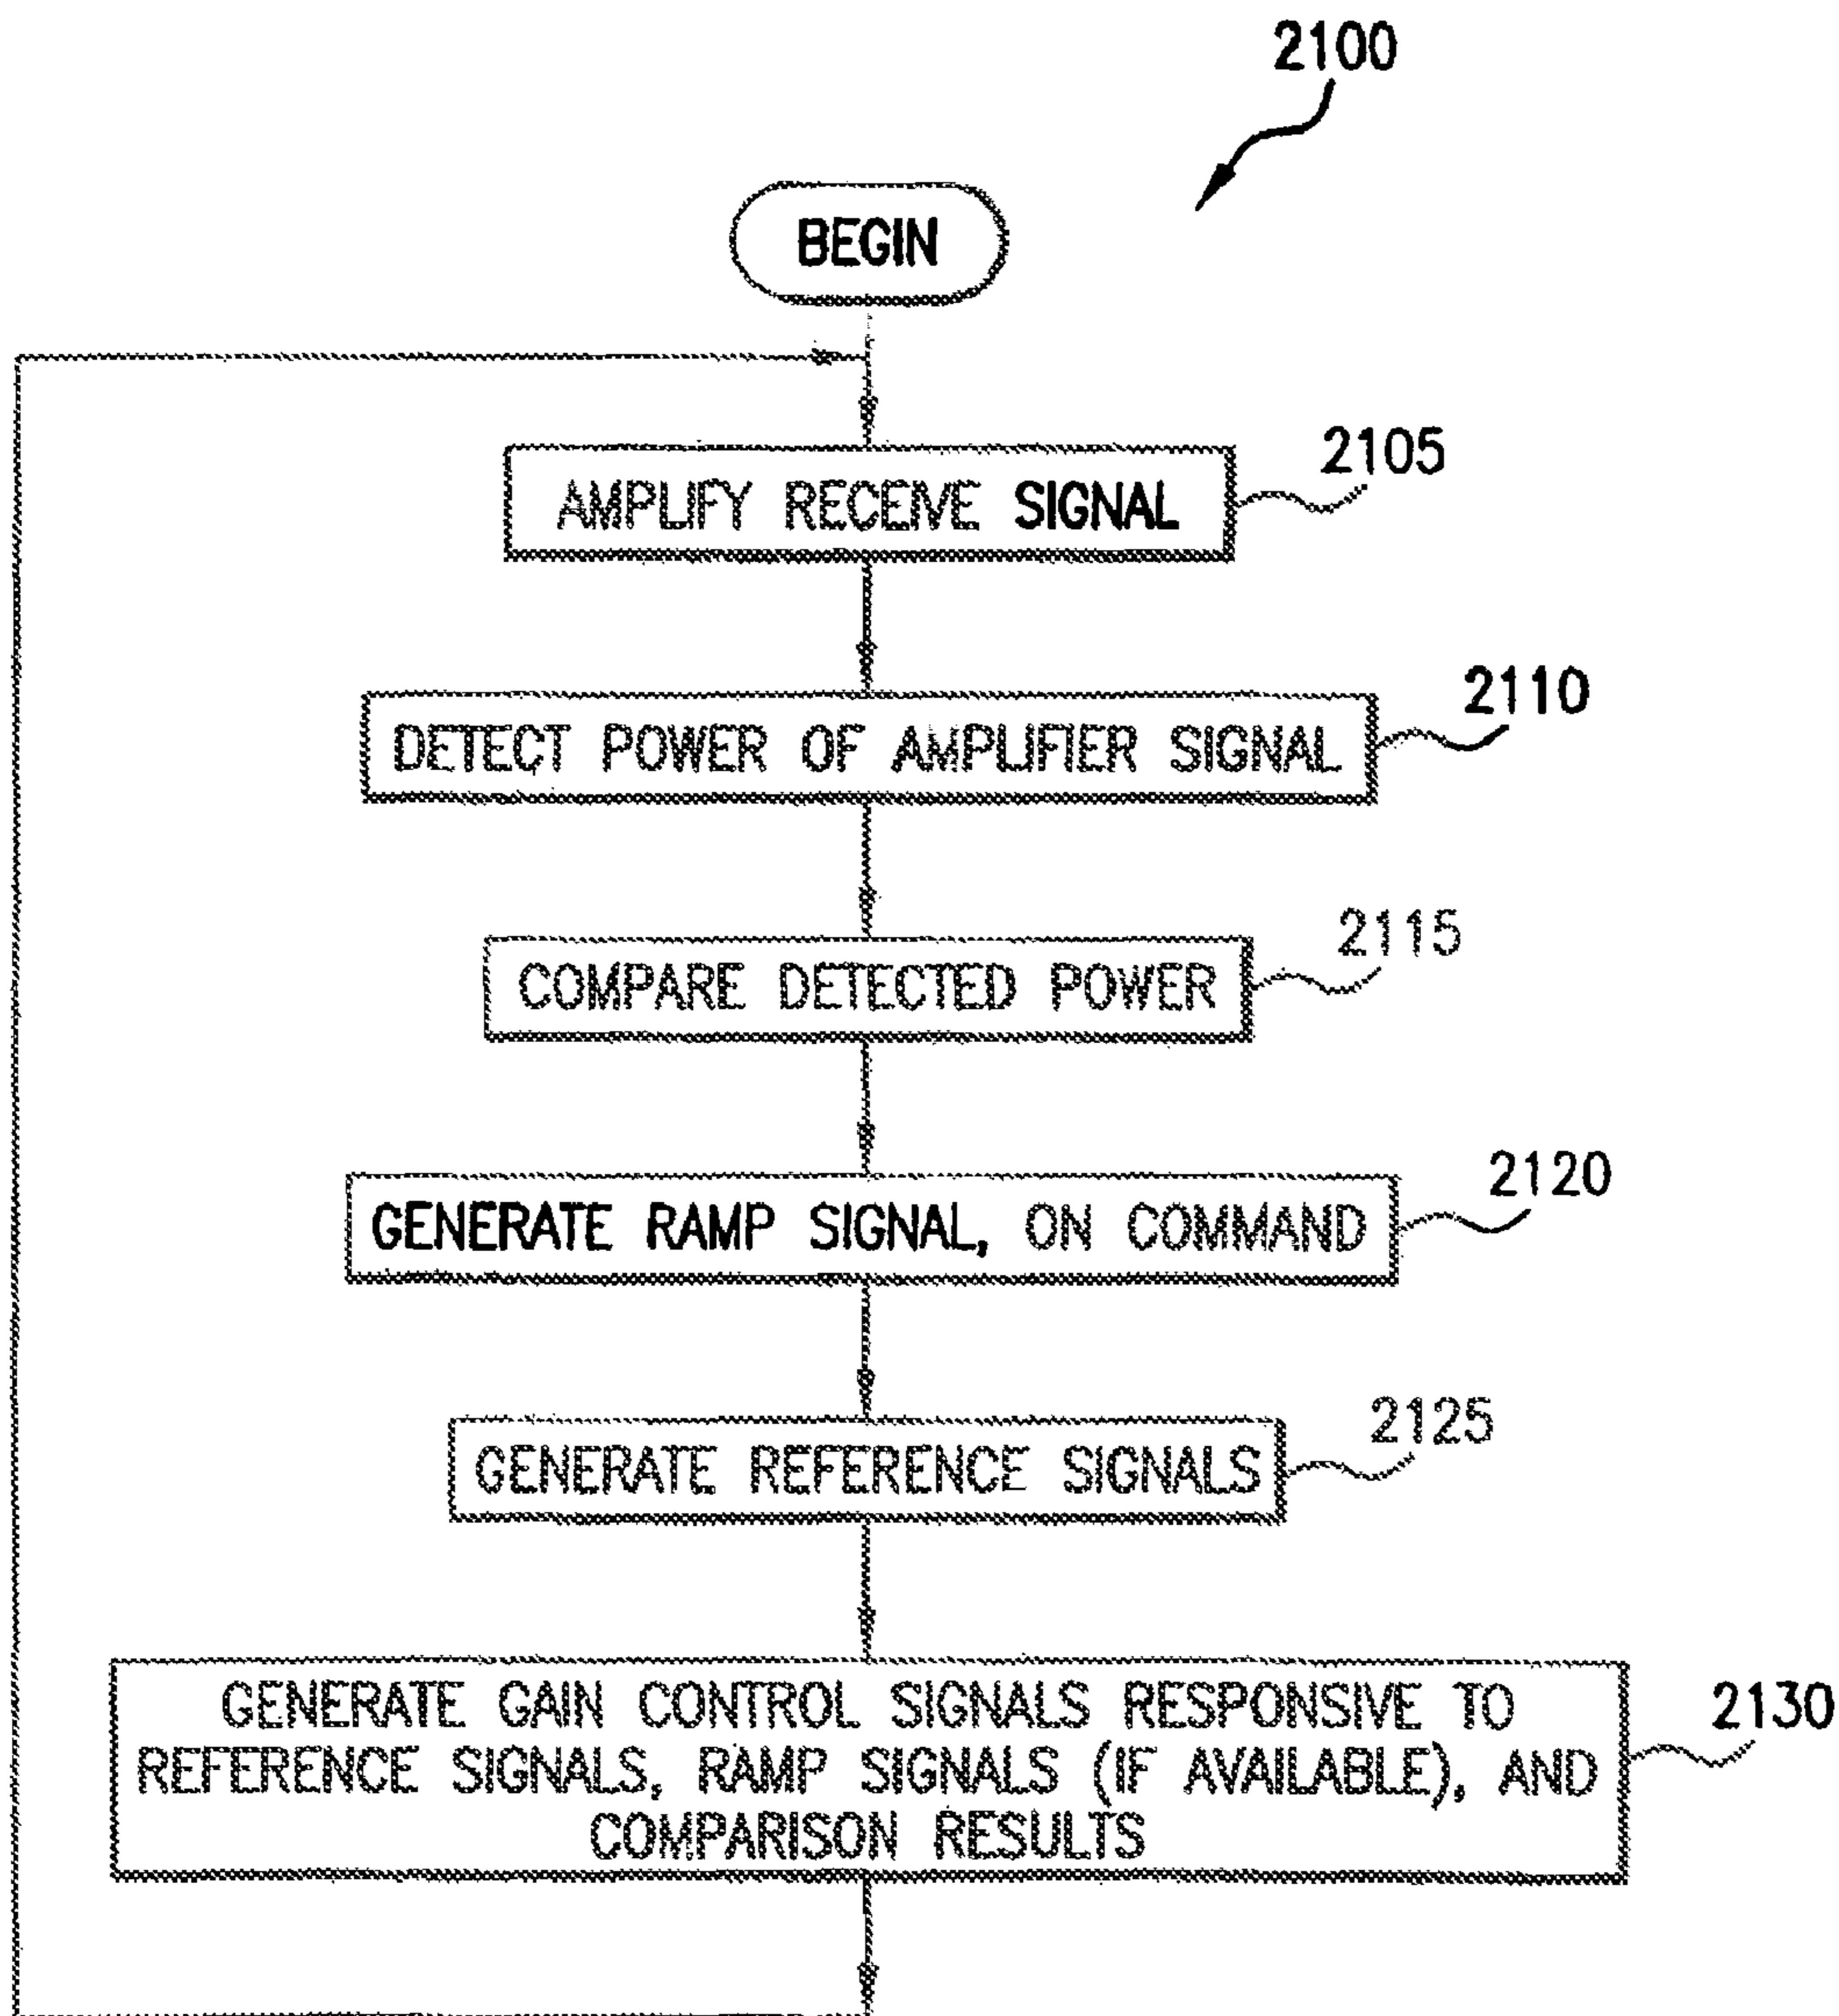 2100
BEGIN
AMPLIFY RECEIVE SIGNAL
2105
DETECT POWER OF AMPLIFIER SIGNAL
2110
COMPARE DETECTED POWER
2115
GENERATE RAMP SIGNAL, ON COMMAND
2120
GENERATE REFERENCE SIGNALS
2125
GENERATE GAIN CONTROL SIGNALS RESPONSIVE TO
REFERENCE SIGNALS, RAMP SIGNALS (IF AVAILABLE), AND
COMPARISON RESULTS
2130